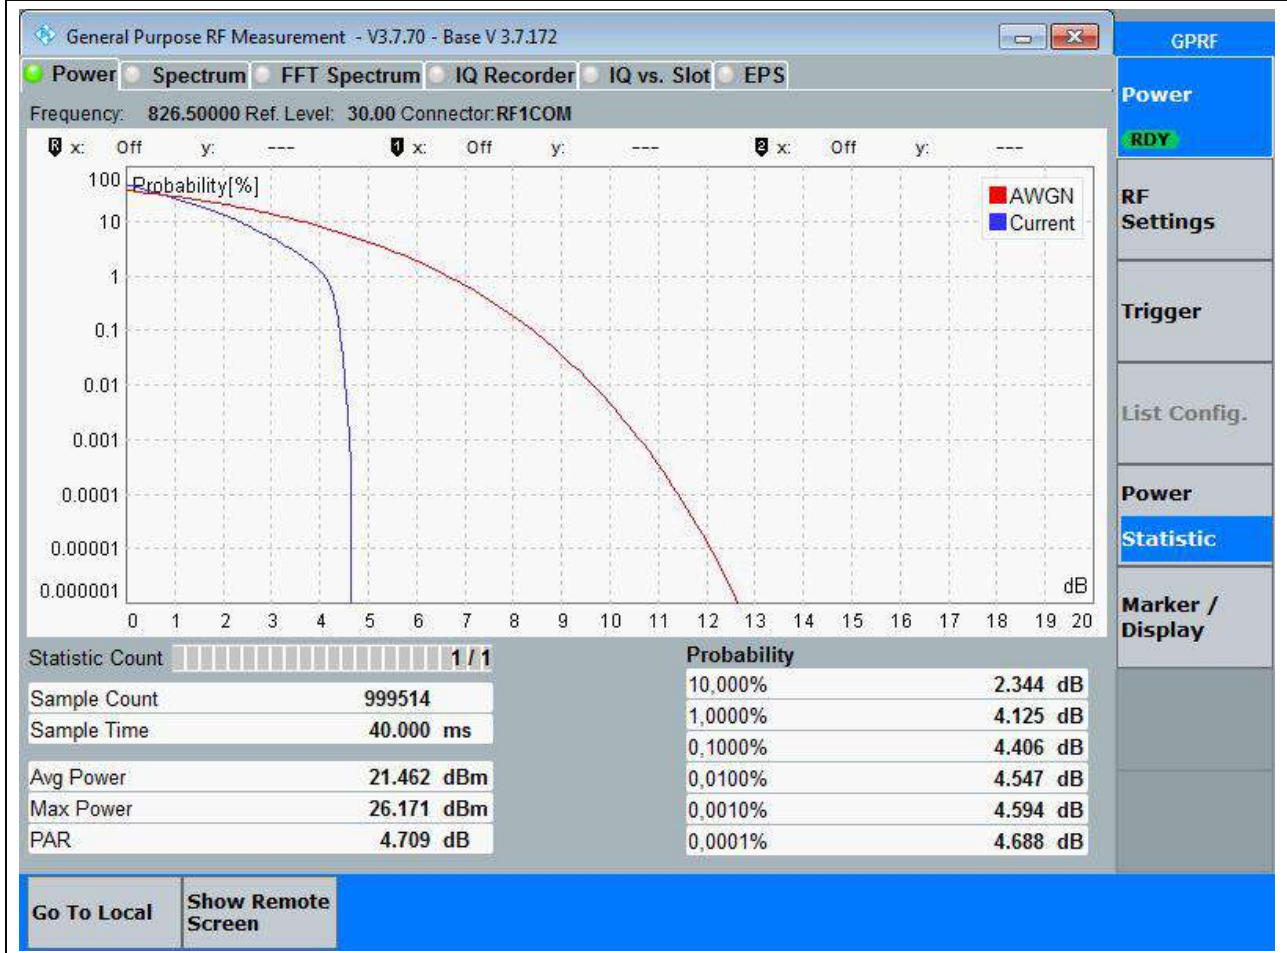 General Purpose RF Measurement - V3.7.70 - Base V 3.7.172
GPRF
Power Spectrum FFT Spectrum IQ Recorder IQ vs. Slot EPS
Frequency: 826.50000 Ref. Level: 30.00 Connector:RF1COM
R x: Off y: --- 1 x: Off y: --- 2 x: Off y: ---
Probability[%]
100
10
1
0.1
0.01
0.001
0.0001
0.00001
0.000001
AWGN
Current
dB
0 1 2 3 4 5 6 7 8 9 10 11 12 13 14 15 16 17 18 19 20
Statistic Count 1 / 1
Sample Count 999514
Sample Time 40.000 ms
Avg Power 21.462 dBm
Max Power 26.171 dBm
PAR 4.709 dB
Probability
10,000% 2.344 dB
1,0000% 4.125 dB
0,1000% 4.406 dB
0,0100% 4.547 dB
0,0010% 4.594 dB
0,0001% 4.688 dB
Power
RDY
RF
Settings
Trigger
List Config.
Power
Statistic
Marker /
Display
Go To Local
Show Remote
Screen